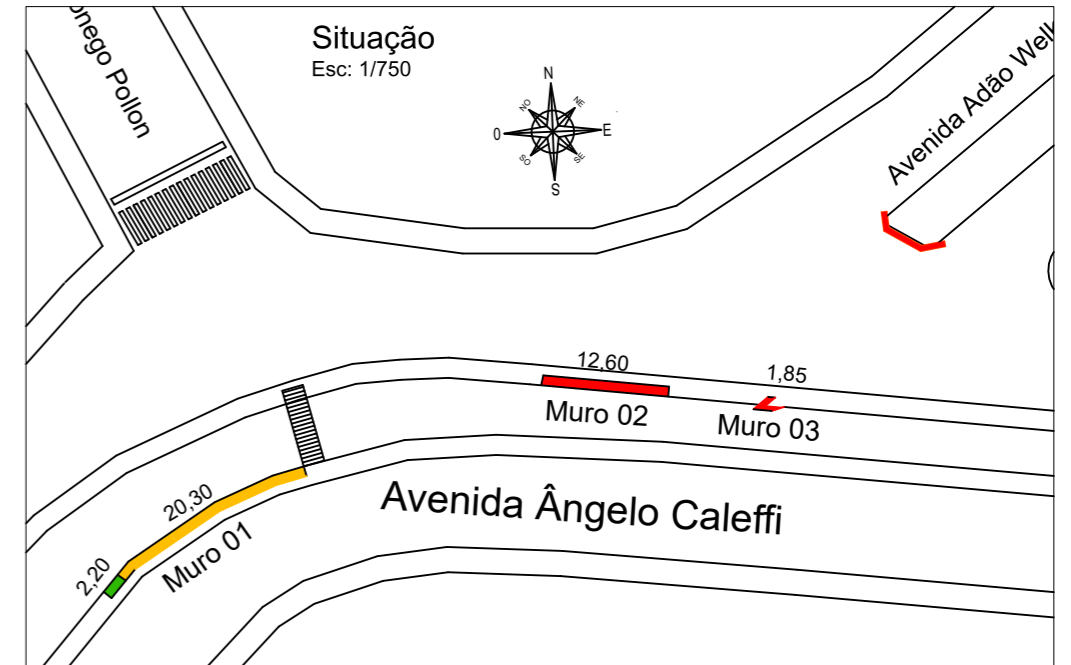 onego Pollon
Situação
Esc: 1/750
N
NO
NE
O
E
SO
SE
S
Avenida Adão Well
12,60
1,85
Muro 02
Muro 03
20,30
Muro 01
2,20
Avenida Ângelo Caleffi